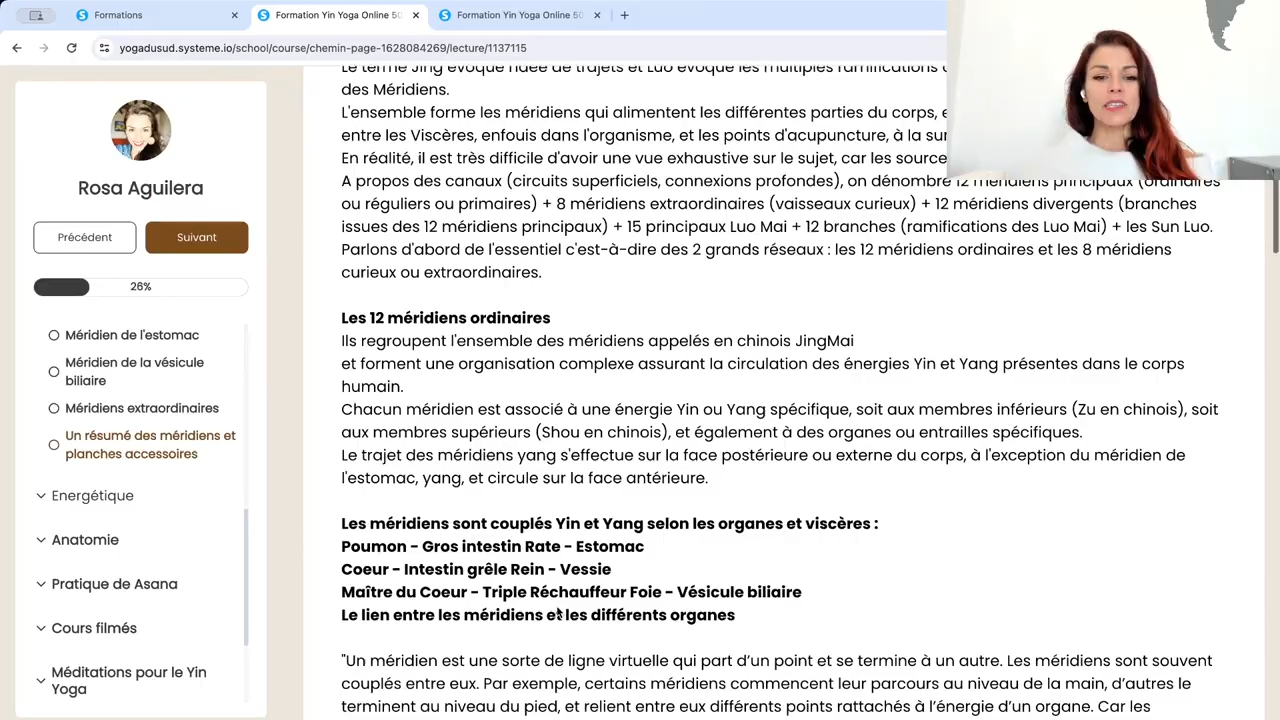 Formations
Formation Yin Yoga Online 50
Formation Yin Yoga Online 50
yogadusud.systeme.io/school/course/chemin-page-1628084269/lecture/1137115
Rosa Aguilera
Précédent
Suivant
26%
Méridien de l'estomac
Méridien de la vésicule
biliaire
Méridiens extraordinaires
Un résumé des méridiens et
planches accessoires
Energétique
Anatomie
Pratique de Asana
Cours filmés
Méditations pour le Yin
Yoga
Le terme Jing évoque l'idée de trajets et Luo évoque les multiples ramifications
des Méridiens.
L'ensemble forme les méridiens qui alimentent les différentes parties du corps,
entre les Viscères, enfouis dans l'organisme, et les points d'acupuncture, à la
En réalité, il est très difficile d'avoir une vue exhaustive sur le sujet, car les
A propos des canaux (circuits superficiels, connexions profondes), on dénombre 12 méridiens principaux (ordinaires
ou réguliers ou primaires) + 8 méridiens extraordinaires (vaisseaux curieux) + 12 méridiens divergents (branches
issues des 12 méridiens principaux) + 15 principaux Luo Mai + 12 branches (ramifications des Luo Mai) + les Sun Luo.
Parlons d'abord de l'essentiel c'est-à-dire des 2 grands réseaux : les 12 méridiens ordinaires et les 8 méridiens
curieux ou extraordinaires.
Les 12 méridiens ordinaires
Ils regroupent l'ensemble des méridiens appelés en chinois JingMai
et forment une organisation complexe assurant la circulation des énergies Yin et Yang présentes dans le corps
humain.
Chacun méridien est associé à une énergie Yin ou Yang spécifique, soit aux membres inférieurs (Zu en chinois), soit
aux membres supérieurs (Shou en chinois), et également à des organes ou entrailles spécifiques.
Le trajet des méridiens yang s'effectue sur la face postérieure ou externe du corps, à l'exception du méridien de
l'estomac, yang, et circule sur la face antérieure.
Les méridiens sont couplés Yin et Yang selon les organes et viscères :
Poumon - Gros intestin Rate - Estomac
Coeur - Intestin grêle Rein - Vessie
Maître du Coeur - Triple Réchauffeur Foie - Vésicule biliaire
Le lien entre les méridiens et les différents organes
"Un méridien est une sorte de ligne virtuelle qui part d'un point et se termine à un autre. Les méridiens sont souvent
couplés entre eux. Par exemple, certains méridiens commencent leur parcours au niveau de la main, d'autres le
terminent au niveau du pied, et relient entre eux différents points rattachés à l'énergie d'un organe. Car les